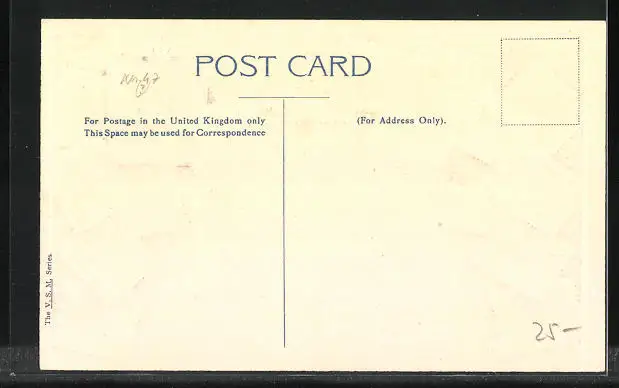 POST CARD
For Postage in the United Kingdom only
This Space may be used for Correspondence
(For Address Only).
The V. S. M. Series.
25-